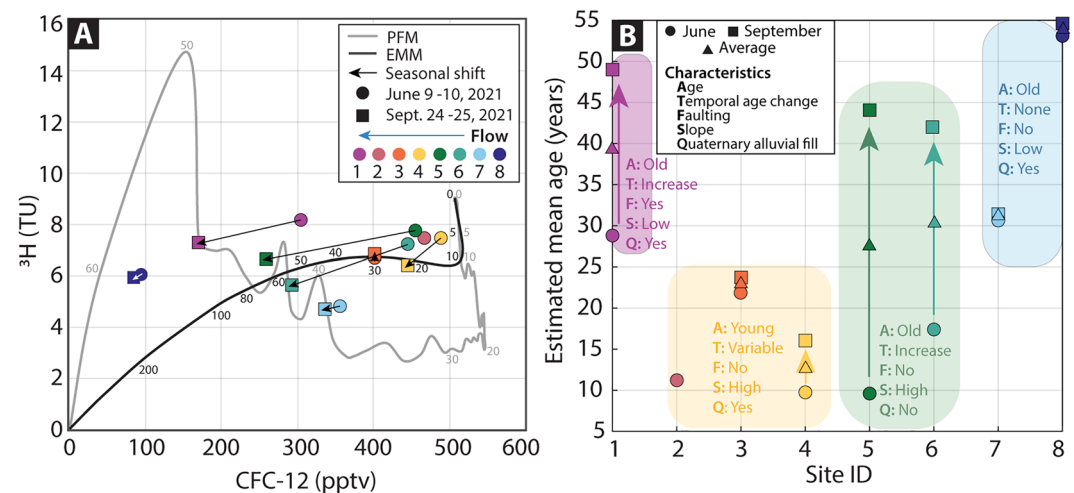 A
PFM
EMM
Seasonal shift
June 9 -10, 2021
Sept. 24 -25, 2021
Flow
1 2 3 4 5 6 7 8
16
14
12
10
8
6
4
2
0
³H (TU)
0 100 200 300 400 500 600
CFC-12 (pptv)
50
60
40
30
20
10
5
0
0
5
10
20
30
40
50
60
80
100
200
B
June
September
Average
Characteristics
Age
Temporal age change
Faulting
Slope
Quaternary alluvial fill
55
50
45
40
35
30
25
20
15
10
5
Estimated mean age (years)
1 2 3 4 5 6 7 8
Site ID
A: Old
T: Increase
F: Yes
S: Low
Q: Yes
A: Young
T: Variable
F: No
S: High
Q: Yes
A: Old
T: Increase
F: No
S: High
Q: No
A: Old
T: None
F: No
S: Low
Q: Yes